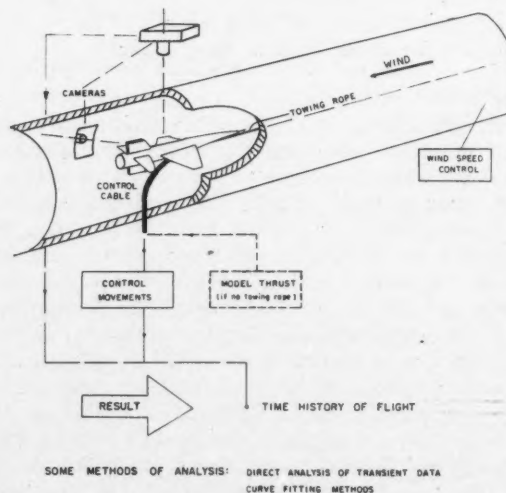 CAMERAS
WIND
TOWING ROPE
CONTROL
CABLE
WIND SPEED
CONTROL
CONTROL
MOVEMENTS
MODEL THRUST
(if no towing rope)
RESULT
TIME HISTORY OF FLIGHT
SOME METHODS OF ANALYSIS: DIRECT ANALYSIS OF TRANSIENT DATA
CURVE FITTING METHODS